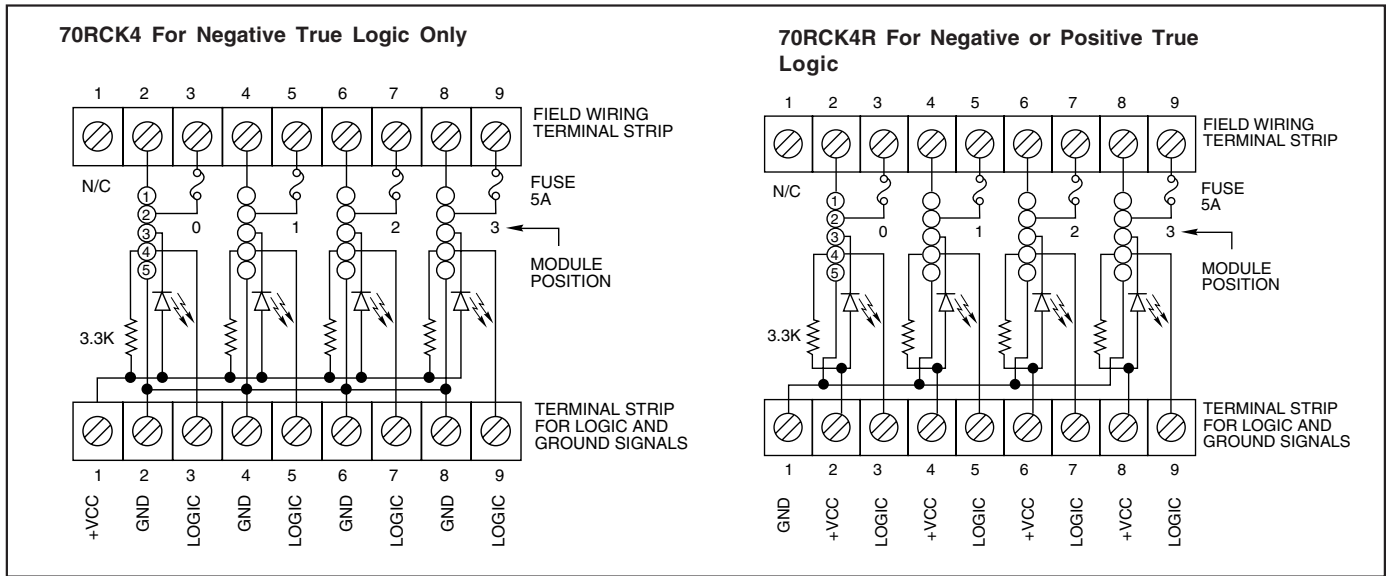 70RCK4 For Negative True Logic Only
1 2 3 4 5 6 7 8 9
FIELD WIRING
TERMINAL STRIP
N/C
FUSE
5A
1
2
3
4
5
0 1 2 3
MODULE
POSITION
3.3K
TERMINAL STRIP
FOR LOGIC AND
GROUND SIGNALS
1 2 3 4 5 6 7 8 9
+VCC
GND
LOGIC
GND
LOGIC
GND
LOGIC
GND
LOGIC
70RCK4R For Negative or Positive True
Logic
1 2 3 4 5 6 7 8 9
FIELD WIRING
TERMINAL STRIP
N/C
FUSE
5A
1
2
3
4
5
0 1 2 3
MODULE
POSITION
3.3K
TERMINAL STRIP
FOR LOGIC AND
GROUND SIGNALS
1 2 3 4 5 6 7 8 9
GND
+VCC
LOGIC
+VCC
LOGIC
+VCC
LOGIC
+VCC
LOGIC